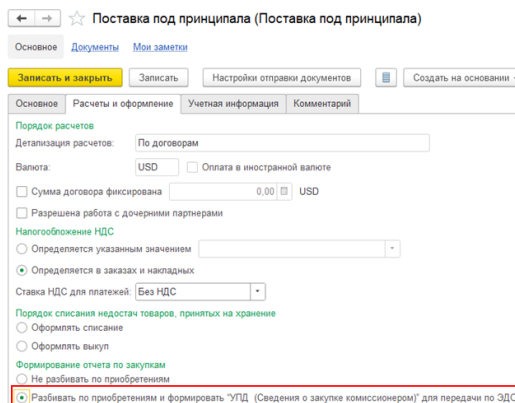 Поставка под принципала (Поставка под принципала)
Основное Документы Мои заметки
Записать и закрыть Записать Настройки отправки документов Создать на основании
Основное Расчеты и оформление Учетная информация Комментарий
Порядок расчетов
Детализация расчетов: По договорам
Валюта: USD Оплата в иностранной валюте
Сумма договора фиксирована 0,00 USD
Разрешена работа с дочерними партнерами
Налогообложение НДС
Определяется указанным значением
Определяется в заказах и накладных
Ставка НДС для платежей: Без НДС
Порядок списания недостач товаров, принятых на хранение
Оформлять списание
Оформлять выкуп
Формирование отчета по закупкам
Не разбивать по приобретениям
Разбивать по приобретениям и формировать "УПД (Сведения о закупке комиссионером)" для передачи по ЭДО